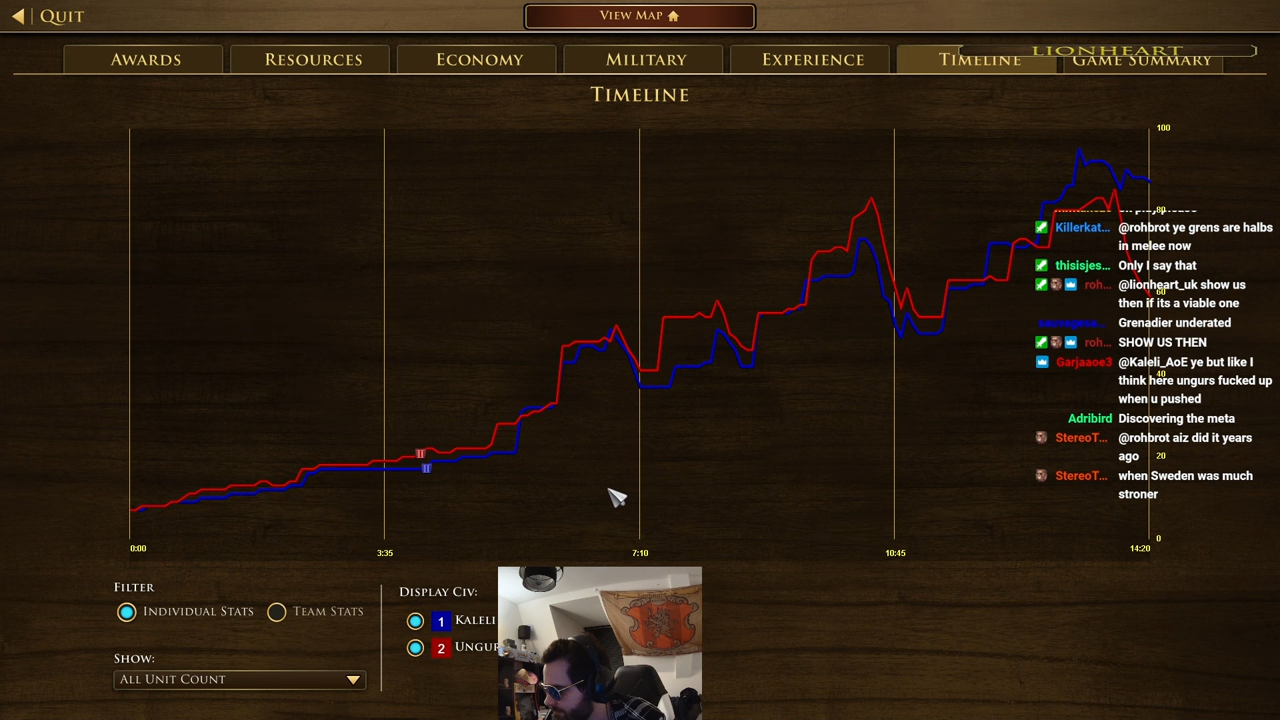 QUIT
VIEW MAP
LIONHEART
AWARDS
RESOURCES
ECONOMY
MILITARY
EXPERIENCE
TIMELINE
GAME SUMMARY
TIMELINE
100
80
60
40
20
0
Killerkat... @rohbrot ye grens are halbs
in melee now
thisisjes... Only I say that
roh... @lionheart_uk show us
then if its a viable one
Grenadier underated
roh... SHOW US THEN
Garjaaoe3 @Kaleli_AoE ye but like I
think here ungurs fucked up
when u pushed
Adribird Discovering the meta
StereoT... @rohbrot aiz did it years
ago
StereoT... when Sweden was much
stroner
II
II
0:00
3:35
7:10
10:45
14:20
FILTER
INDIVIDUAL STATS
TEAM STATS
SHOW:
ALL UNIT COUNT
DISPLAY CIV:
1 KALELI
2 UNGUR